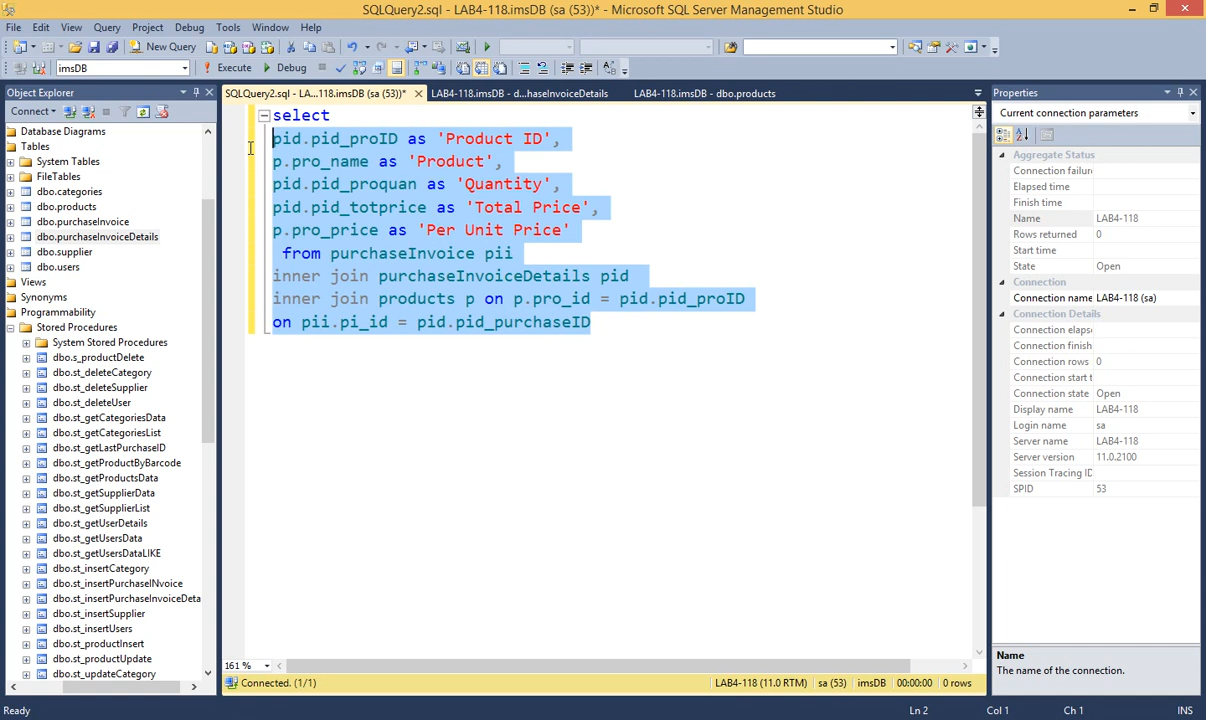 SQLQuery2.sql - LAB4-118.imsDB (sa (53))* - Microsoft SQL Server Management Studio
File Edit View Query Project Debug Tools Window Help
New Query
imsDB Execute Debug
Object Explorer
Connect
Database Diagrams
Tables
System Tables
FileTables
dbo.categories
dbo.products
dbo.purchaseInvoice
dbo.purchaseInvoiceDetails
dbo.supplier
dbo.users
Views
Synonyms
Programmability
Stored Procedures
System Stored Procedures
dbo.s_productDelete
dbo.st_deleteCategory
dbo.st_deleteSupplier
dbo.st_deleteUser
dbo.st_getCategoriesData
dbo.st_getCategoriesList
dbo.st_getLastPurchaseID
dbo.st_getProductByBarcode
dbo.st_getProductsData
dbo.st_getSupplierData
dbo.st_getSupplierList
dbo.st_getUserDetails
dbo.st_getUsersData
dbo.st_getUsersDataLIKE
dbo.st_insertCategory
dbo.st_insertPurchaseINvoice
dbo.st_insertPurchaseInvoiceDeta
dbo.st_insertSupplier
dbo.st_insertUsers
dbo.st_productInsert
dbo.st_productUpdate
dbo.st_updateCategory
SQLQuery2.sql - LA...118.imsDB (sa (53))* LAB4-118.imsDB - d...haseInvoiceDetails LAB4-118.imsDB - dbo.products
select
pid.pid_proID as 'Product ID',
p.pro_name as 'Product',
pid.pid_proquan as 'Quantity',
pid.pid_totprice as 'Total Price',
p.pro_price as 'Per Unit Price'
from purchaseInvoice pii
inner join purchaseInvoiceDetails pid
inner join products p on p.pro_id = pid.pid_proID
on pii.pi_id = pid.pid_purchaseID
161 %
Connected. (1/1) LAB4-118 (11.0 RTM) sa (53) imsDB 00:00:00 0 rows
Properties
Current connection parameters
Aggregate Status
Connection failure
Elapsed time
Finish time
Name LAB4-118
Rows returned 0
Start time
State Open
Connection
Connection name LAB4-118 (sa)
Connection Details
Connection elapse
Connection finish
Connection rows 0
Connection start t
Connection state Open
Display name LAB4-118
Login name sa
Server name LAB4-118
Server version 11.0.2100
Session Tracing ID
SPID 53
Name
The name of the connection.
Ready Ln 2 Col 1 Ch 1 INS